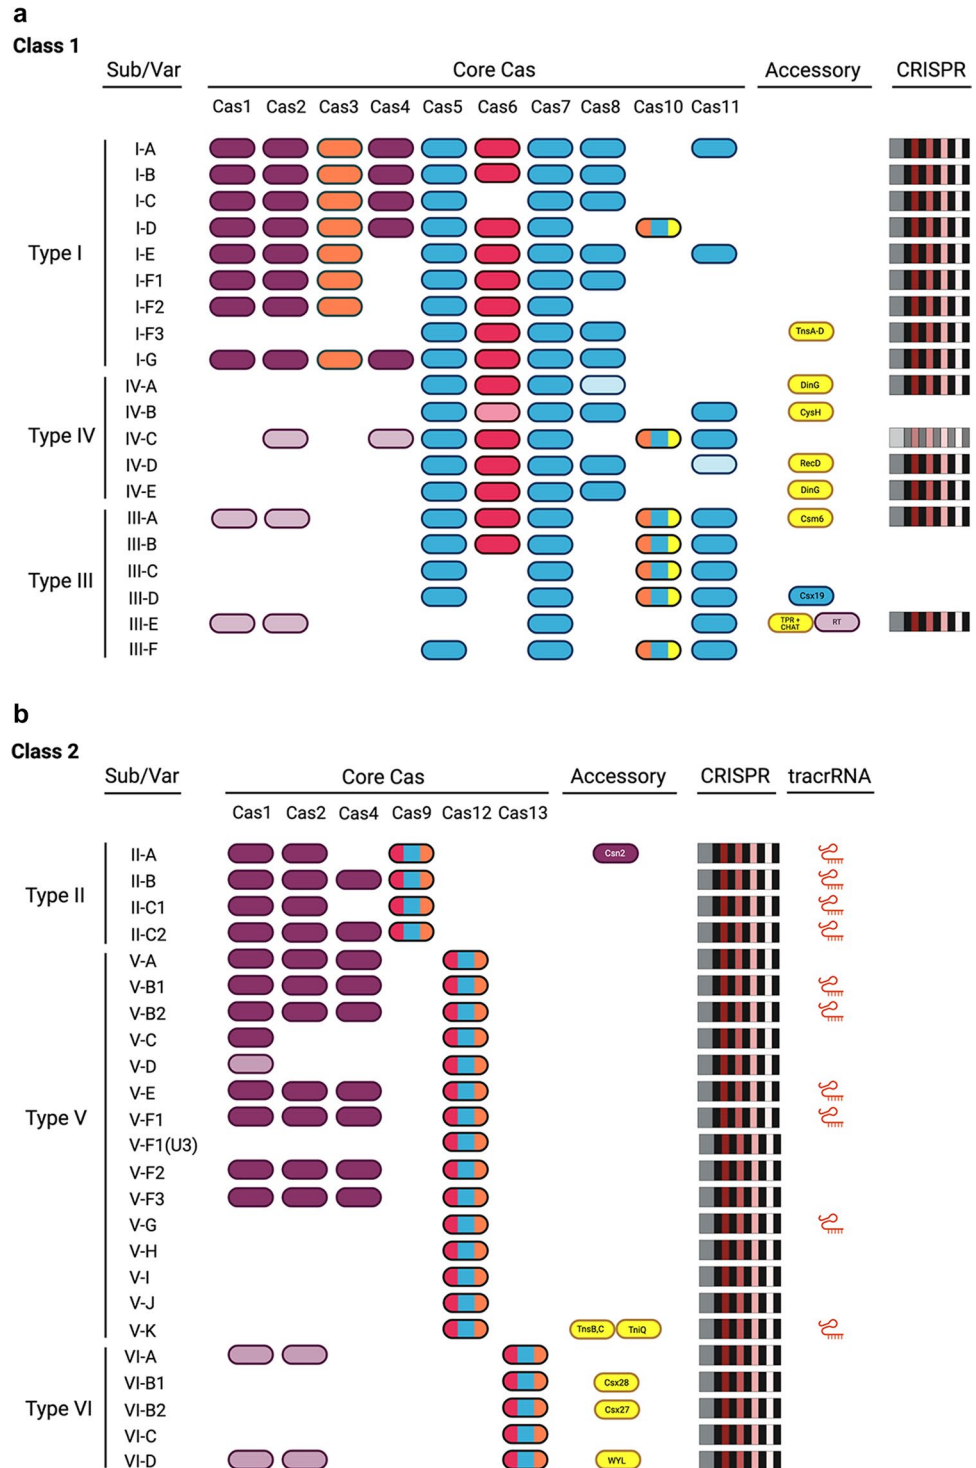 a
Class 1
Sub/Var Core Cas Accessory CRISPR
Cas1 Cas2 Cas3 Cas4 Cas5 Cas6 Cas7 Cas8 Cas10 Cas11
I-A
I-B
I-C
I-D
Type I I-E
I-F1
I-F2
I-F3 TnsA-D
I-G
IV-A DinG
IV-B CysH
Type IV IV-C
IV-D RecD
IV-E DinG
III-A Csm6
III-B
Type III III-C
III-D Csx19
III-E TPR + CHAT RT
III-F
b
Class 2
Sub/Var Core Cas Accessory CRISPR tracrRNA
Cas1 Cas2 Cas4 Cas9 Cas12 Cas13
II-A Csn2
Type II II-B
II-C1
II-C2
V-A
V-B1
V-B2
V-C
V-D
V-E
Type V V-F1
V-F1(U3)
V-F2
V-F3
V-G
V-H
V-I
V-J
V-K TnsB,C TniQ
VI-A
VI-B1 Csx28
Type VI VI-B2 Csx27
VI-C
VI-D WYL